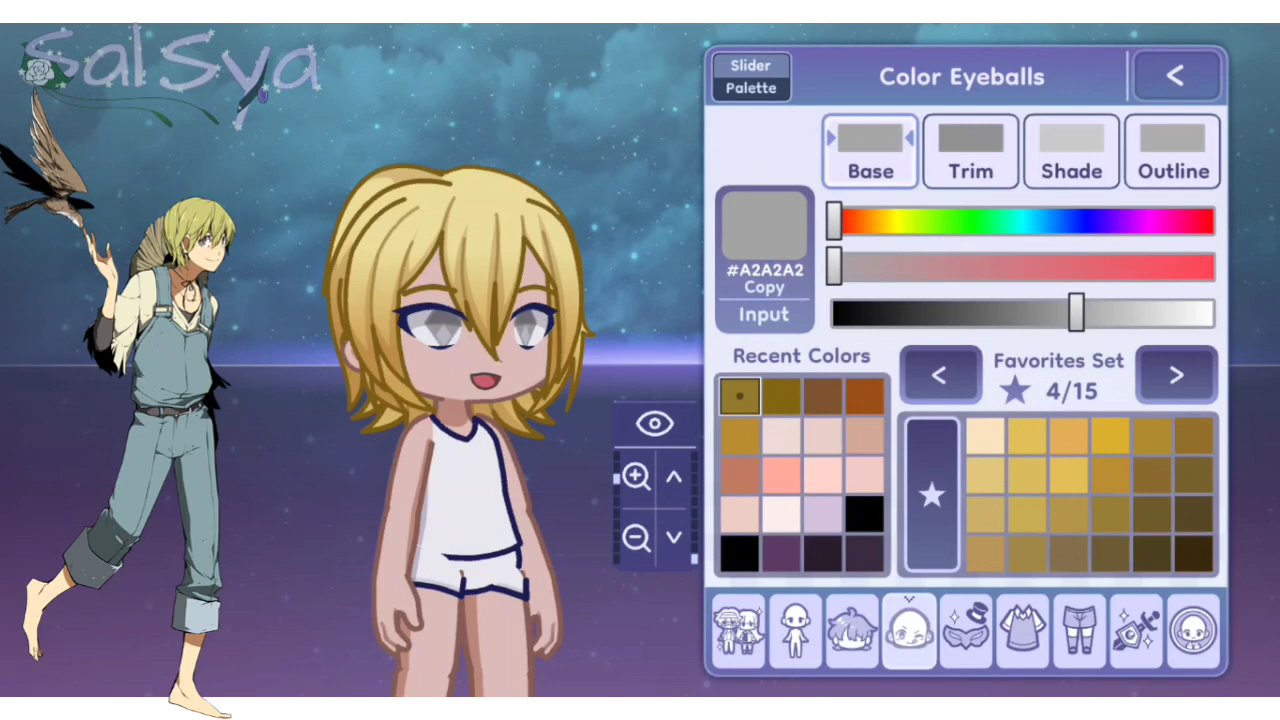 SalSya
Slider
Palette
Color Eyeballs
<
Base
Trim
Shade
Outline
#A2A2A2
Copy
Input
Recent Colors
<
Favorites Set
4/15
>